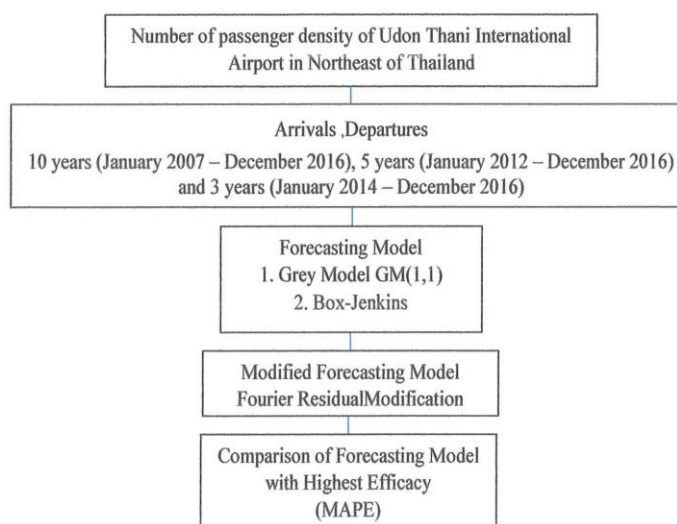 Number of passenger density of Udon Thani International
Airport in Northeast of Thailand
Arrivals ,Departures
10 years (January 2007 – December 2016), 5 years (January 2012 – December 2016)
and 3 years (January 2014 – December 2016)
Forecasting Model
1. Grey Model GM(1,1)
2. Box-Jenkins
Modified Forecasting Model
Fourier ResidualModification
Comparison of Forecasting Model
with Highest Efficacy
(MAPE)